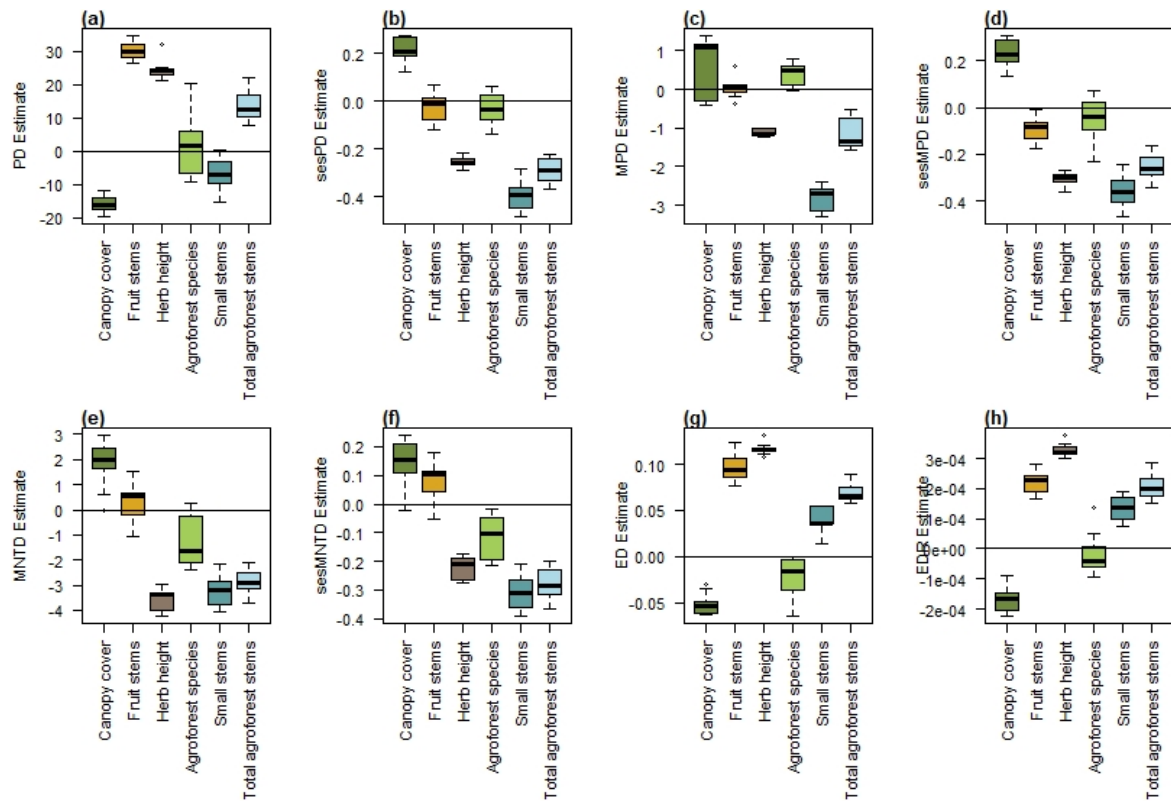 (a)
PD Estimate
30
20
10
0
-10
-20
Canopy cover
Fruit stems
Herb height
Agroforest species
Small stems
Total agroforest stems
(b)
sesPD Estimate
0.2
0.0
-0.2
-0.4
Canopy cover
Fruit stems
Herb height
Agroforest species
Small stems
Total agroforest stems
(c)
MPD Estimate
1
0
-1
-2
-3
Canopy cover
Fruit stems
Herb height
Agroforest species
Small stems
Total agroforest stems
(d)
sesMPD Estimate
0.2
0.0
-0.2
-0.4
Canopy cover
Fruit stems
Herb height
Agroforest species
Small stems
Total agroforest stems
(e)
MNTD Estimate
3
2
1
0
-1
-2
-3
-4
Canopy cover
Fruit stems
Herb height
Agroforest species
Small stems
Total agroforest stems
(f)
sesMNTD Estimate
0.2
0.1
0.0
-0.1
-0.2
-0.3
-0.4
Canopy cover
Fruit stems
Herb height
Agroforest species
Small stems
Total agroforest stems
(g)
ED Estimate
0.10
0.05
0.00
-0.05
Canopy cover
Fruit stems
Herb height
Agroforest species
Small stems
Total agroforest stems
(h)
EDR Estimate
3e-04
2e-04
1e-04
0e+00
-1e-04
-2e-04
Canopy cover
Fruit stems
Herb height
Agroforest species
Small stems
Total agroforest stems